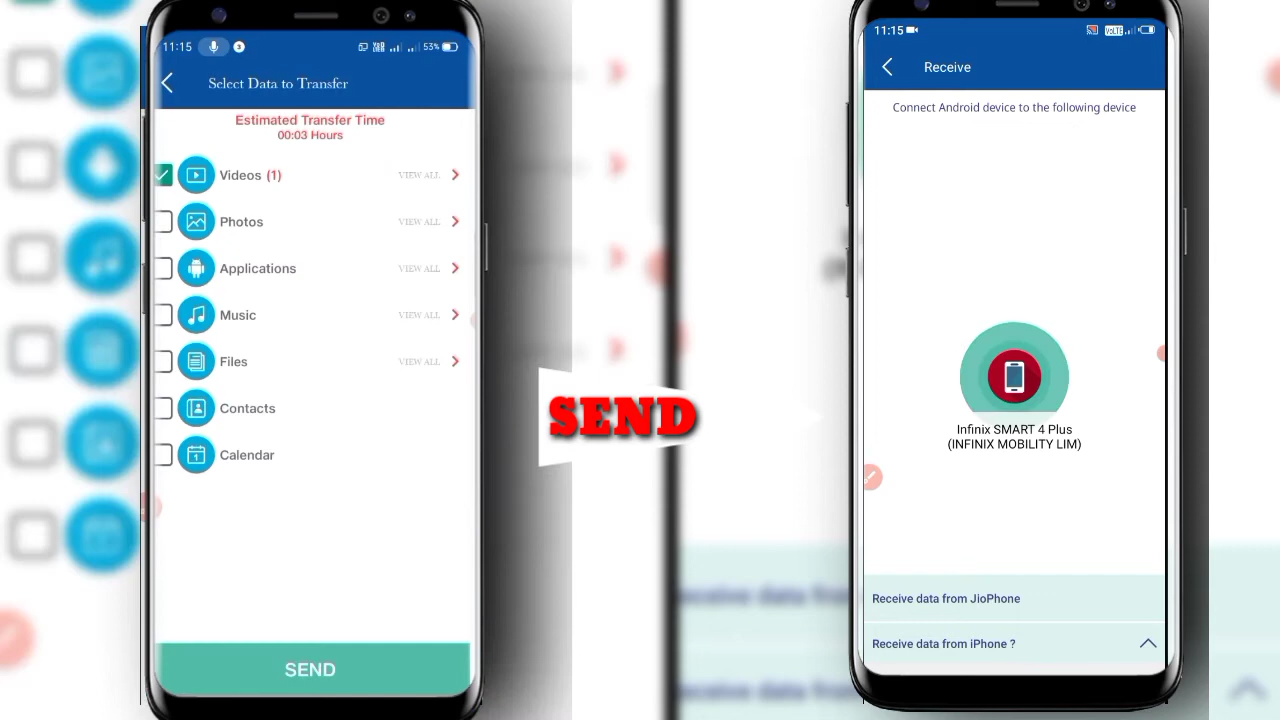 11:15
3
53%
Select Data to Transfer
Estimated Transfer Time
00:03 Hours
Videos (1)
VIEW ALL
Photos
VIEW ALL
Applications
VIEW ALL
Music
VIEW ALL
Files
VIEW ALL
Contacts
1
Calendar
SEND
SEND
11:15
VoLTE
Receive
Connect Android device to the following device
Infinix SMART 4 Plus
(INFINIX MOBILITY LIM)
Receive data from JioPhone
Receive data from iPhone ?